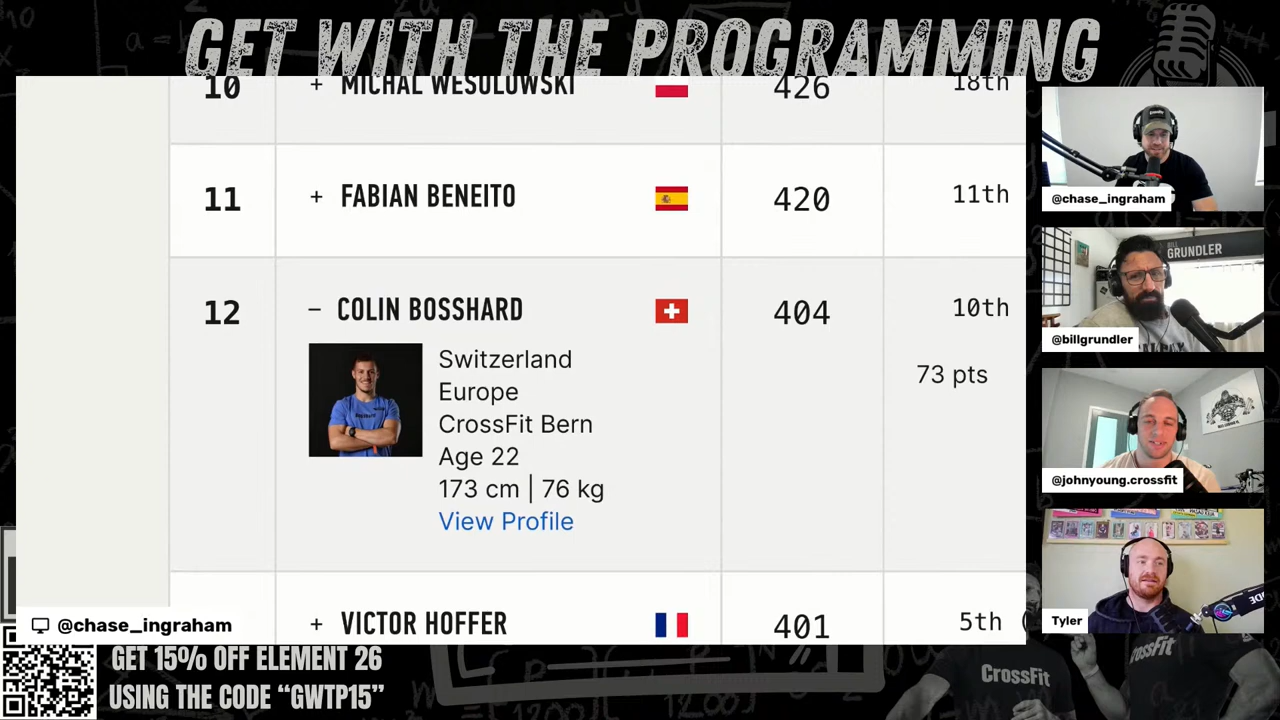 GET WITH THE PROGRAMMING
10 + MICHAL WESOLOWSKI 426 18th
11 + FABIAN BENEITO 420 11th
12 – COLIN BOSSHARD 404 10th
Switzerland
Europe
CrossFit Bern
Age 22
173 cm | 76 kg
View Profile
73 pts
+ VICTOR HOFFER 401 5th
@chase_ingraham
@chase_ingraham
BILL
GRUNDLER
@billgrundler
@johnyoung.crossfit
Tyler
GET 15% OFF ELEMENT 26
USING THE CODE “GWTP15”
CrossFit
CrossFit